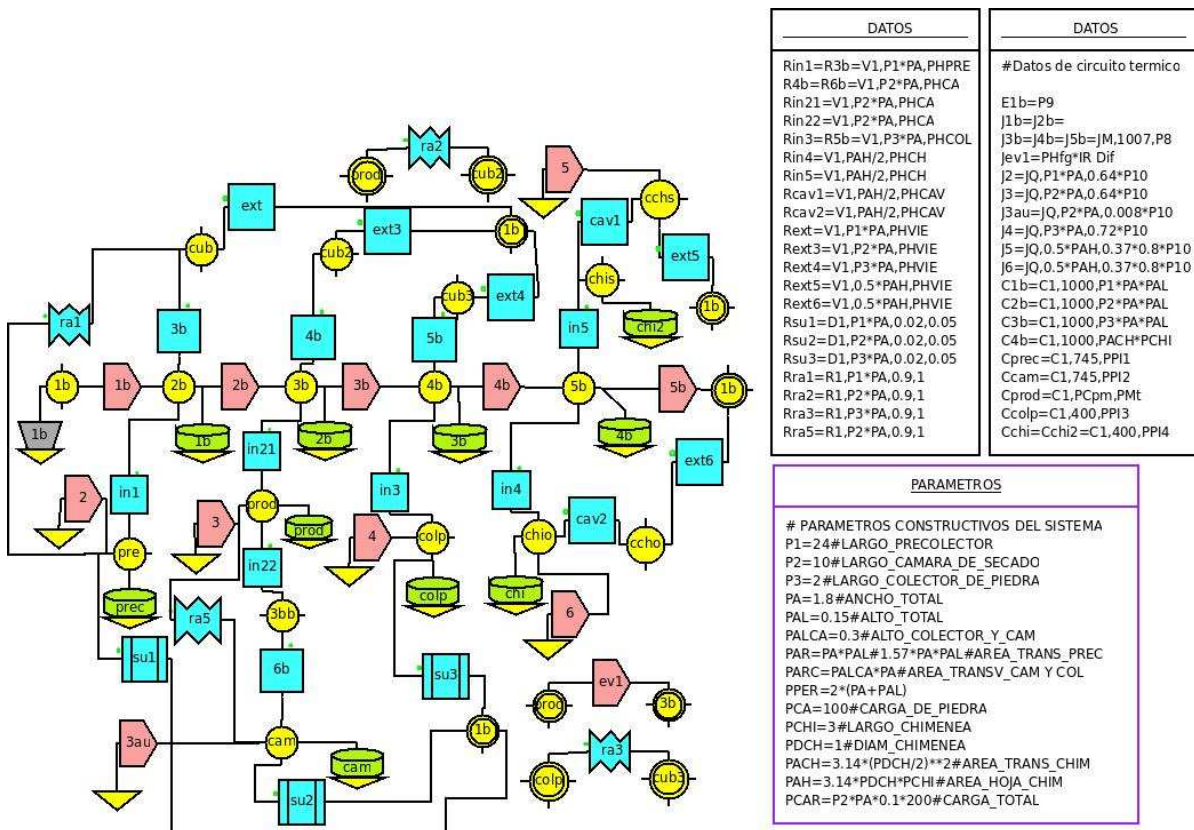 DATOS
Rin1=R3b=V1,P1*PA,PHPRE
R4b=R6b=V1,P2*PA,PHCA
Rin21=V1,P2*PA,PHCA
Rin22=V1,P2*PA,PHCA
Rin3=R5b=V1,P3*PA,PHCOL
Rin4=V1,PAH/2,PHCH
Rin5=V1,PAH/2,PHCH
Rcav1=V1,PAH/2,PHCAV
Rcav2=V1,PAH/2,PHCAV
Rext=V1,P1*PA,PHVIE
Rext3=V1,P2*PA,PHVIE
Rext4=V1,P3*PA,PHVIE
Rext5=V1,0.5*PAH,PHVIE
Rext6=V1,0.5*PAH,PHVIE
Rsu1=D1,P1*PA,0.02,0.05
Rsu2=D1,P2*PA,0.02,0.05
Rsu3=D1,P3*PA,0.02,0.05
Rra1=R1,P1*PA,0.9,1
Rra2=R1,P2*PA,0.9,1
Rra3=R1,P3*PA,0.9,1
Rra5=R1,P2*PA,0.9,1
DATOS
#Datos de circuito termico
E1b=P9
J1b=J2b=
J3b=J4b=J5b=JM,1007,P8
Jev1=PHfg*IR Dif
J2=JQ,P1*PA,0.64*P10
J3=JQ,P2*PA,0.64*P10
J3au=JQ,P2*PA,0.008*P10
J4=JQ,P3*PA,0.72*P10
J5=JQ,0.5*PAH,0.37*0.8*P10
J6=JQ,0.5*PAH,0.37*0.8*P10
C1b=C1,1000,P1*PA*PAL
C2b=C1,1000,P2*PA*PAL
C3b=C1,1000,P3*PA*PAL
C4b=C1,1000,PACH*PCHI
Cprec=C1,745,PPI1
Ccam=C1,745,PPI2
Cprod=C1,PCpm,PMt
Ccolp=C1,400,PPI3
Cchi=Cchi2=C1,400,PPI4
PARAMETROS
# PARAMETROS CONSTRUCTIVOS DEL SISTEMA
P1=24#LARGO_PRECOLECTOR
P2=10#LARGO_CAMARA_DE_SECADO
P3=2#LARGO_COLECTOR_DE_PIEDRA
PA=1.8#ANCHO_TOTAL
PAL=0.15#ALTO_TOTAL
PALCA=0.3#ALTO_COLECTOR_Y_CAM
PAR=PA*PAL#1.57*PA*PAL#AREA_TRANS_PREC
PARC=PALCA*PA#AREA_TRANSV_CAM Y COL
PPER=2*(PA+PAL)
PCA=100#CARGA_DE_PIEDRA
PCHI=3#LARGO_CHIMENEA
PDCH=1#DIAM_CHIMENEA
PACH=3.14*(PDCH/2)**2#AREA_TRANS_CHIM
PAH=3.14*PDCH*PCHI#AREA_HOJA_CHIM
PCAR=P2*PA*0.1*200#CARGA_TOTAL
ra2
prod
cub2
5
cchs
ext
cav1
ext3
1b
cub
cub2
ext5
ra1
cub3
ext4
chis
1b
3b
4b
5b
in5
chi2
1b
1b
2b
2b
3b
3b
4b
4b
5b
5b
1b
1b
1b
2b
3b
4b
in21
ext6
2
in1
in3
in4
3
prod
prod
cav2
pre
4
colp
chio
ccho
in22
prec
ra5
3bb
colp
chi
6
su1
6b
su3
ev1
prod
3b
3au
cam
1b
cam
ra3
colp
cub3
su2